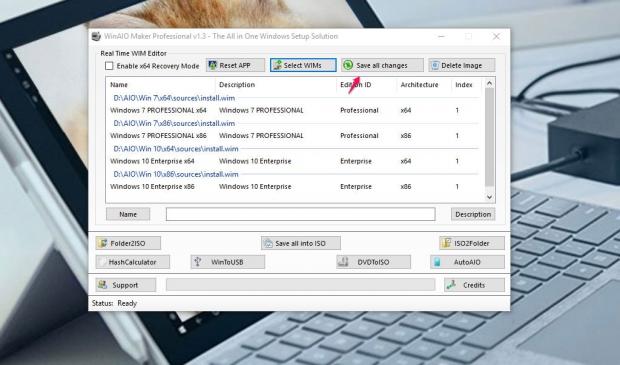 WinAIO Maker Professional v1.3 - The All in One Windows Setup Solution
Real Time WIM Editor
Enable x64 Recovery Mode Reset APP Select WIMs Save all changes Delete Image
Name Description Edition ID Architecture Index
D:\AIO\Win 7\x64\sources\install.wim
Windows 7 PROFESSIONAL x64 Windows 7 PROFESSIONAL Professional x64 1
D:\AIO\Win 7\x86\sources\install.wim
Windows 7 PROFESSIONAL x86 Windows 7 PROFESSIONAL Professional x86 1
D:\AIO\Win 10\x64\sources\install.wim
Windows 10 Enterprise x64 Windows 10 Enterprise Enterprise x64 1
D:\AIO\Win 10\x86\sources\install.wim
Windows 10 Enterprise x86 Windows 10 Enterprise Enterprise x86 1
Name Description
Folder2ISO Save all into ISO ISO2Folder
HashCalculator WinToUSB DVDToISO AutoAIO
Support Credits
Status: Ready